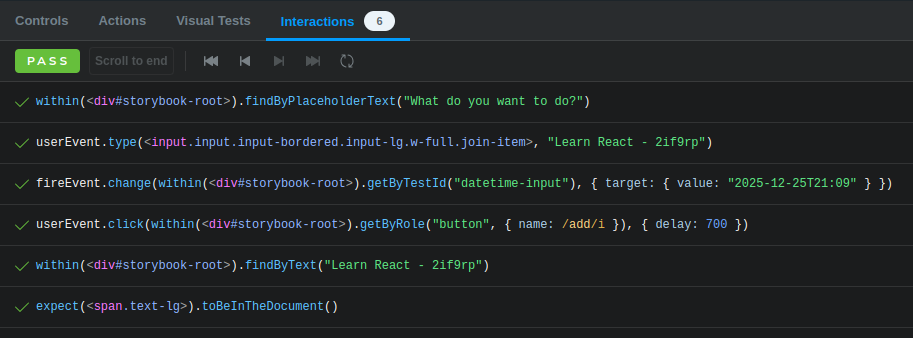 Controls Actions Visual Tests Interactions 6
PASS Scroll to end
within(<div#storybook-root>).findByPlaceholderText("What do you want to do?")
userEvent.type(<input.input.input-bordered.input-lg.w-full.join-item>, "Learn React - 2if9rp")
fireEvent.change(within(<div#storybook-root>).getByTestId("datetime-input"), { target: { value: "2025-12-25T21:09" } })
userEvent.click(within(<div#storybook-root>).getByRole("button", { name: /add/i }), { delay: 700 })
within(<div#storybook-root>).findByText("Learn React - 2if9rp")
expect(<span.text-lg>).toBeInTheDocument()